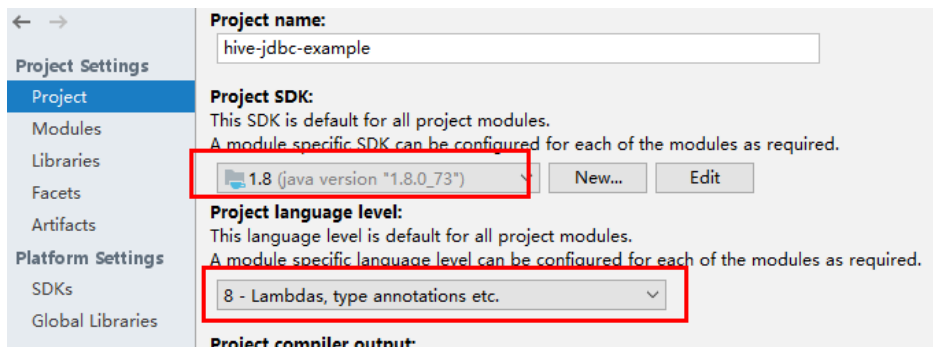 Project name:
hive-jdbc-example
Project Settings
Project
Modules
Libraries
Facets
Artifacts
Platform Settings
SDKs
Global Libraries
Project SDK:
This SDK is default for all project modules.
A module specific SDK can be configured for each of the modules as required.
1.8 (java version "1.8.0_73")
New...
Edit
Project language level:
This language level is default for all project modules.
A module specific language level can be configured for each of the modules as required.
8 - Lambdas, type annotations etc.
Project compiler output: